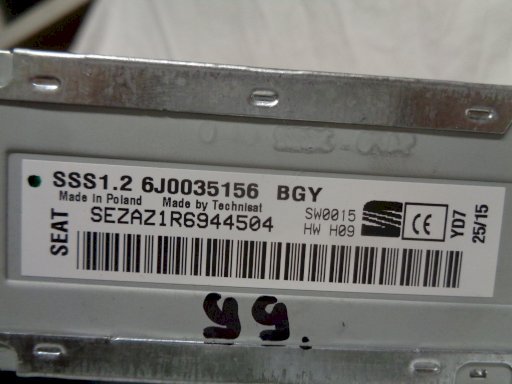 SSS1.2 6J0035156 BGY
Made in Poland Made by Technisat
SEZAZ1R6944504
SW0015
HW H09
CE
YD7
25/15
SEAT